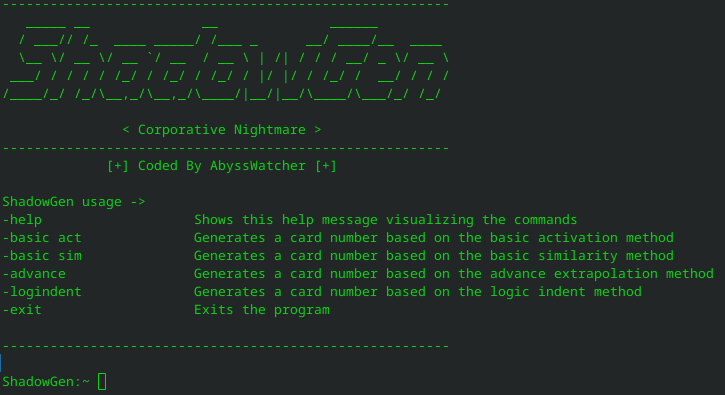 ShadowGen
< Corporative Nightmare >
[+] Coded By AbyssWatcher [+]
ShadowGen usage ->
-help Shows this help message visualizing the commands
-basic act Generates a card number based on the basic activation method
-basic sim Generates a card number based on the basic similarity method
-advance Generates a card number based on the advance extrapolation method
-logindent Generates a card number based on the logic indent method
-exit Exits the program
ShadowGen:~